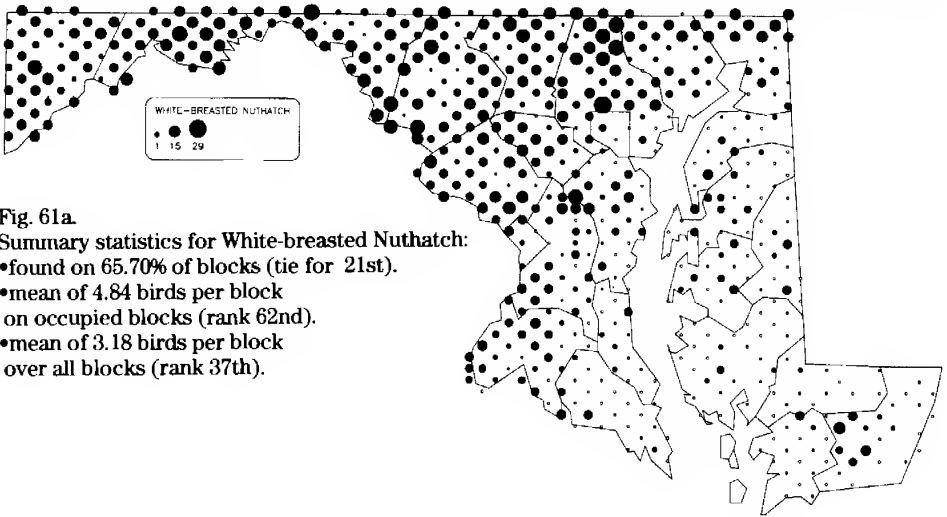 WHITE-BREASTED NUTHATCH
1 15 29
Fig. 61a.
Summary statistics for White-breasted Nuthatch:
•found on 65.70% of blocks (tie for 21st).
•mean of 4.84 birds per block
on occupied blocks (rank 62nd).
•mean of 3.18 birds per block
over all blocks (rank 37th).